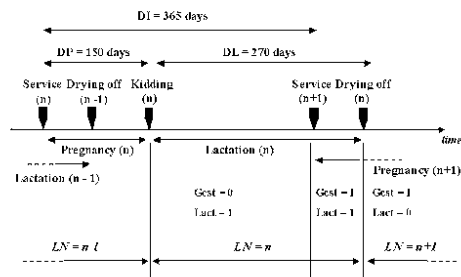 DI = 365 days
DP = 150 days
DL = 270 days
Service Drying off Kidding
(n) (n -1) (n)
Service Drying off
(n+1) (n)
time
Pregnancy (n)
Lactation (n)
Lactation (n - 1)
Pregnancy (n+1)
Gest = 0 Gest = 1 Gest = 1
Lact = 1 Lact = 1 Lact = 0
LN = n-1 LN = n LN = n+1